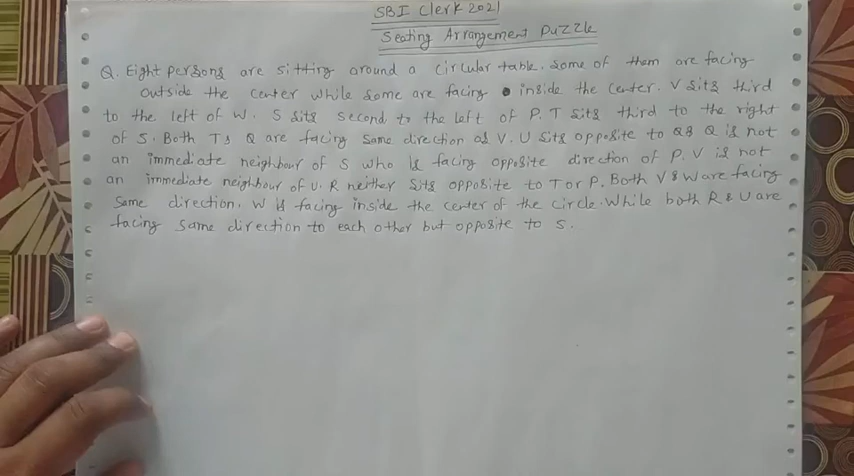 SBI Clerk 2021
Seating Arrangement Puzzle
Q. Eight persons are sitting around a circular table. Some of them are facing
outside the center while some are facing inside the center. V sits third
to the left of W. S sits second to the left of P. T sits third to the right
of S. Both T & Q are facing same direction as V. U sits opposite to Q & Q is not
an immediate neighbour of S who is facing opposite direction of P. V is not
an immediate neighbour of U. R neither sits opposite to T or P. Both V & W are facing
same direction. W is facing inside the center of the circle. While both R & U are
facing same direction to each other but opposite to S.